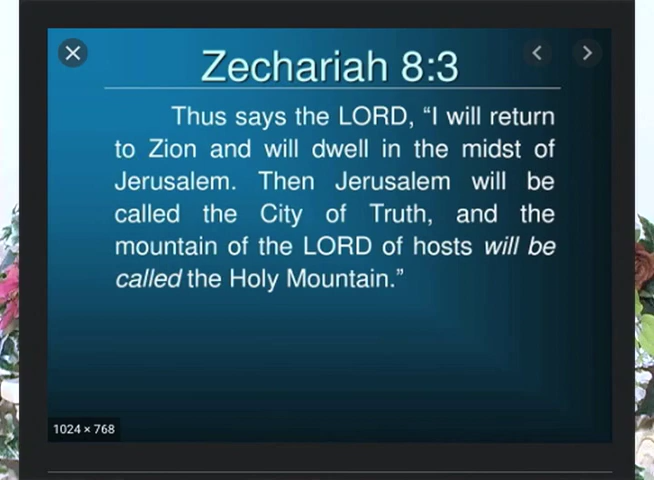 Zechariah 8:3
Thus says the LORD, “I will return
to Zion and will dwell in the midst of
Jerusalem. Then Jerusalem will be
called the City of Truth, and the
mountain of the LORD of hosts will be
called the Holy Mountain.”
1024 × 768